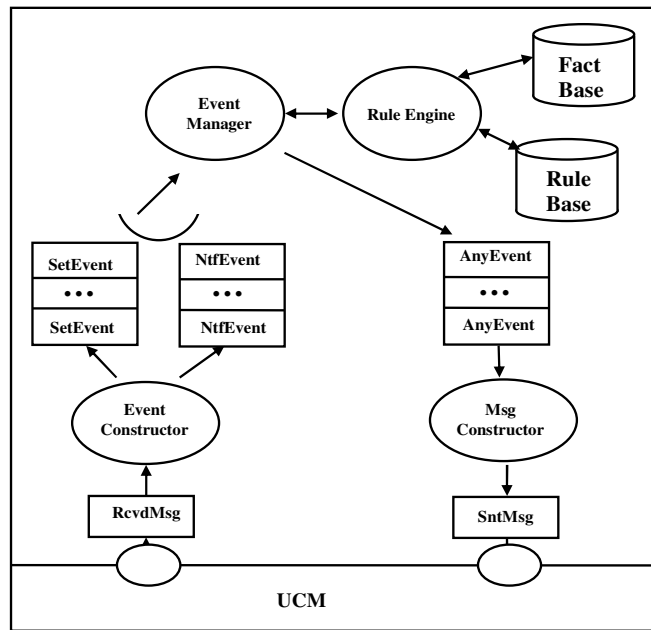 Fact
Base
Event
Manager
Rule Engine
Rule
Base
SetEvent
•••
SetEvent
NtfEvent
•••
NtfEvent
AnyEvent
•••
AnyEvent
Event
Constructor
Msg
Constructor
RcvdMsg
SntMsg
UCM